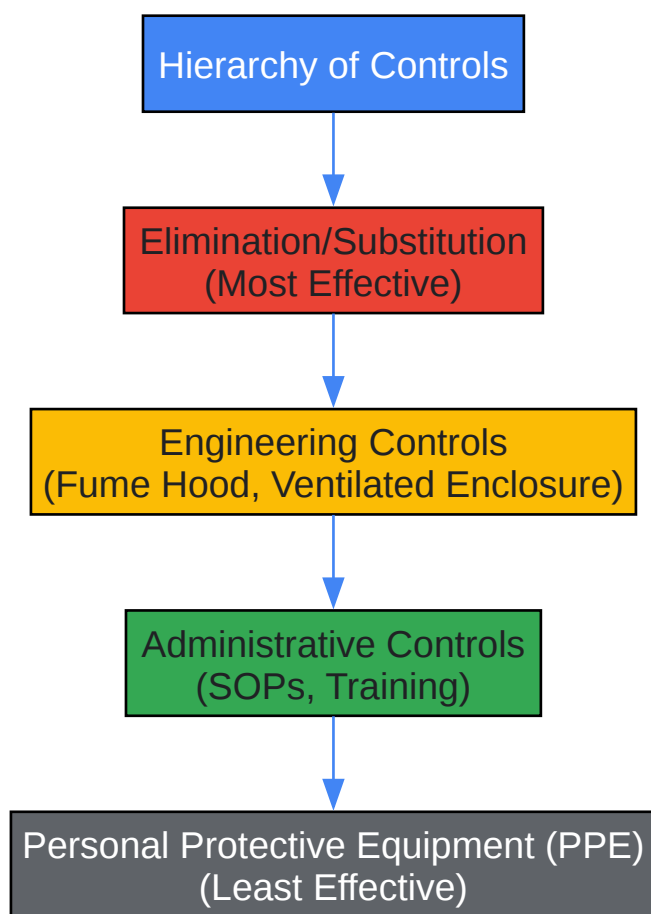 Hierarchy of Controls
Elimination/Substitution
(Most Effective)
Engineering Controls
(Fume Hood, Ventilated Enclosure)
Administrative Controls
(SOPs, Training)
Personal Protective Equipment (PPE)
(Least Effective)